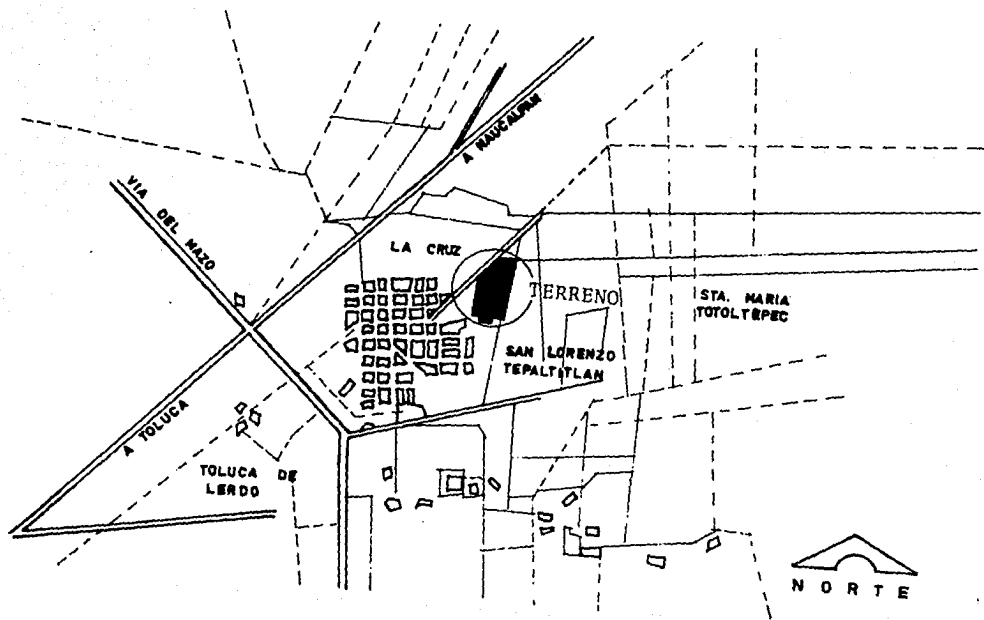 A NAUCALPAN
VIA DEL MAZO
LA CRUZ
TERRENO
STA. MARIA
TOTOLTEPEC
SAN LORENZO
TEPALTITLAN
A TOLUCA
TOLUCA DE
LERDO
NORTE